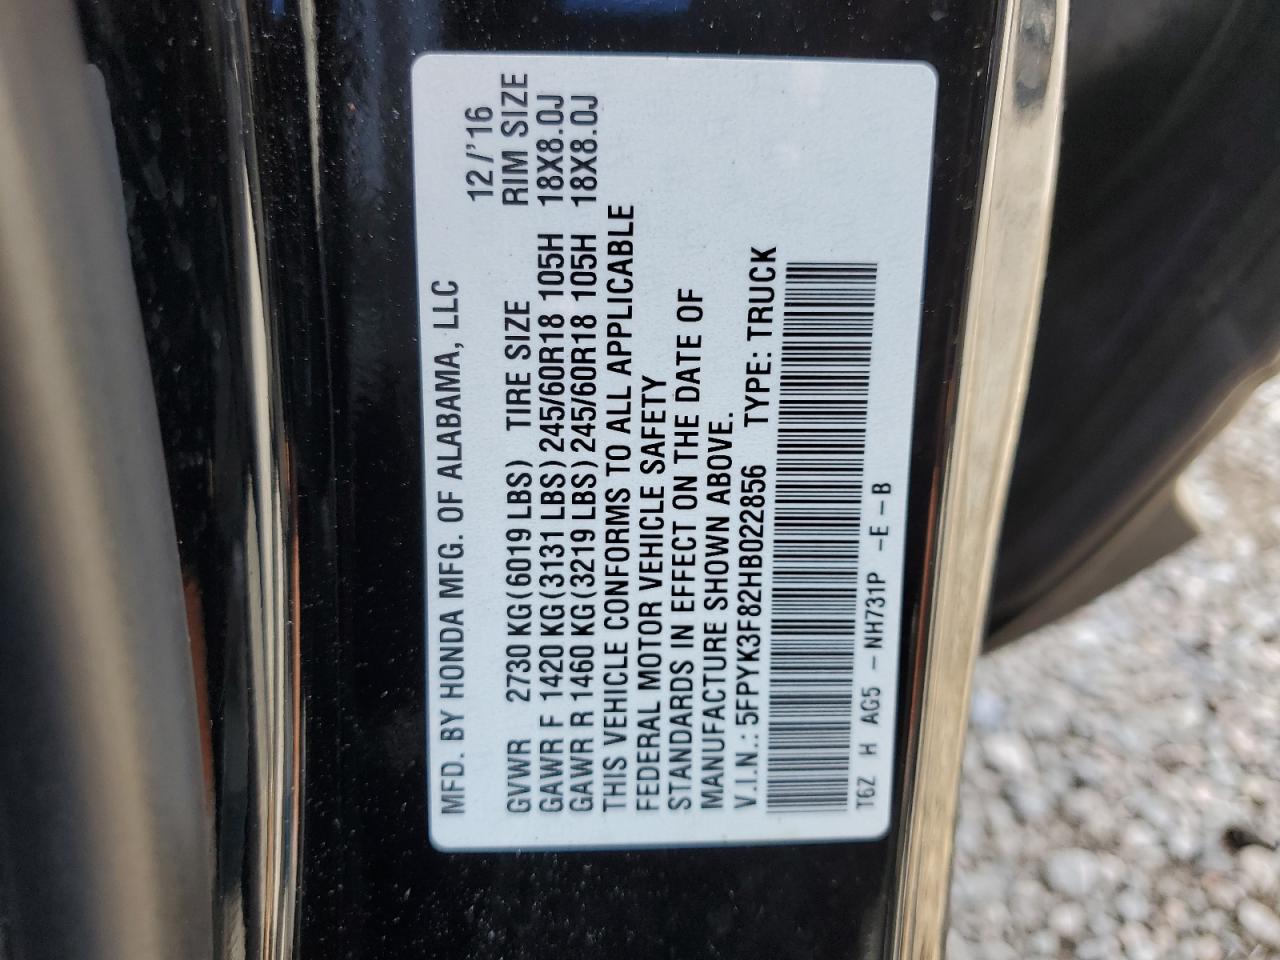 MFD. BY HONDA MFG. OF ALABAMA, LLC 12/'16
GVWR 2730 KG(6019 LBS) TIRE SIZE RIM SIZE
GAWR F 1420 KG(3131 LBS) 245/60R18 105H 18X8.0J
GAWR R 1460 KG(3219 LBS) 245/60R18 105H 18X8.0J
THIS VEHICLE CONFORMS TO ALL APPLICABLE
FEDERAL MOTOR VEHICLE SAFETY
STANDARDS IN EFFECT ON THE DATE OF
MANUFACTURE SHOWN ABOVE.
V.I.N.: 5FPYK3F82HB022856 TYPE: TRUCK
T6Z H AG5 -NH731P -E -B